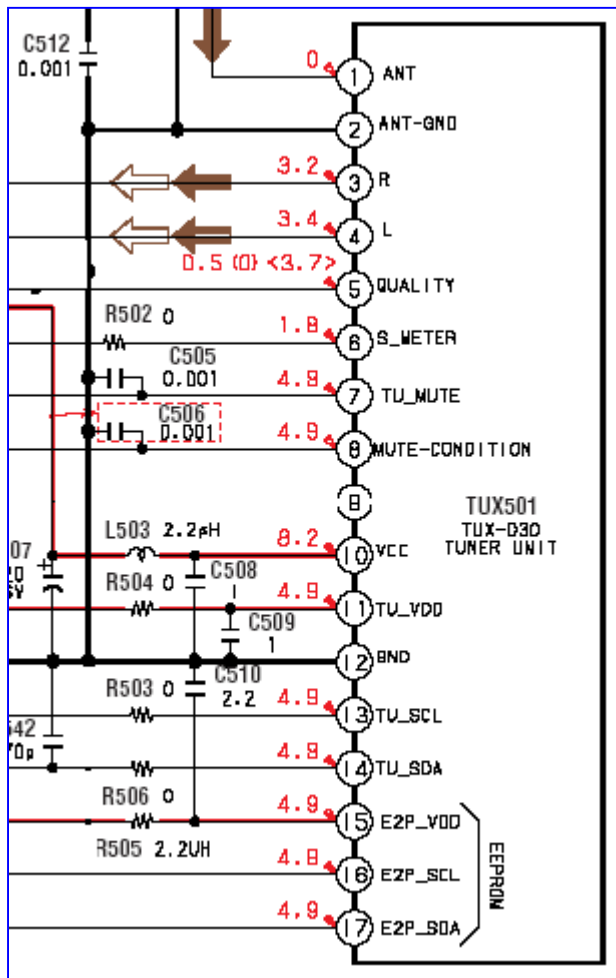 C512
0.001
0
1
ANT
2
ANT-GND
3.2
3
R
3.4
4
L
0.5 (0) <3.7>
5
QUALITY
R502 0
1.8
6
S_METER
C505
0.001
4.9
7
TU_MUTE
C506
0.001
4.9
8
MUTE-CONDITION
9
TUX501
TUX-030
TUNER UNIT
L503 2.2µH
8.2
10
VCC
07
R504 0
C508
1
4.9
11
TU_VDD
C509
1
12
GND
R503 0
C510
2.2
4.9
13
TU_SCL
542
70p
4.9
14
TU_SDA
R506 0
4.9
15
E2P_VDD
R505 2.2UH
4.8
16
E2P_SCL
EEPROM
4.9
17
E2P_SDA